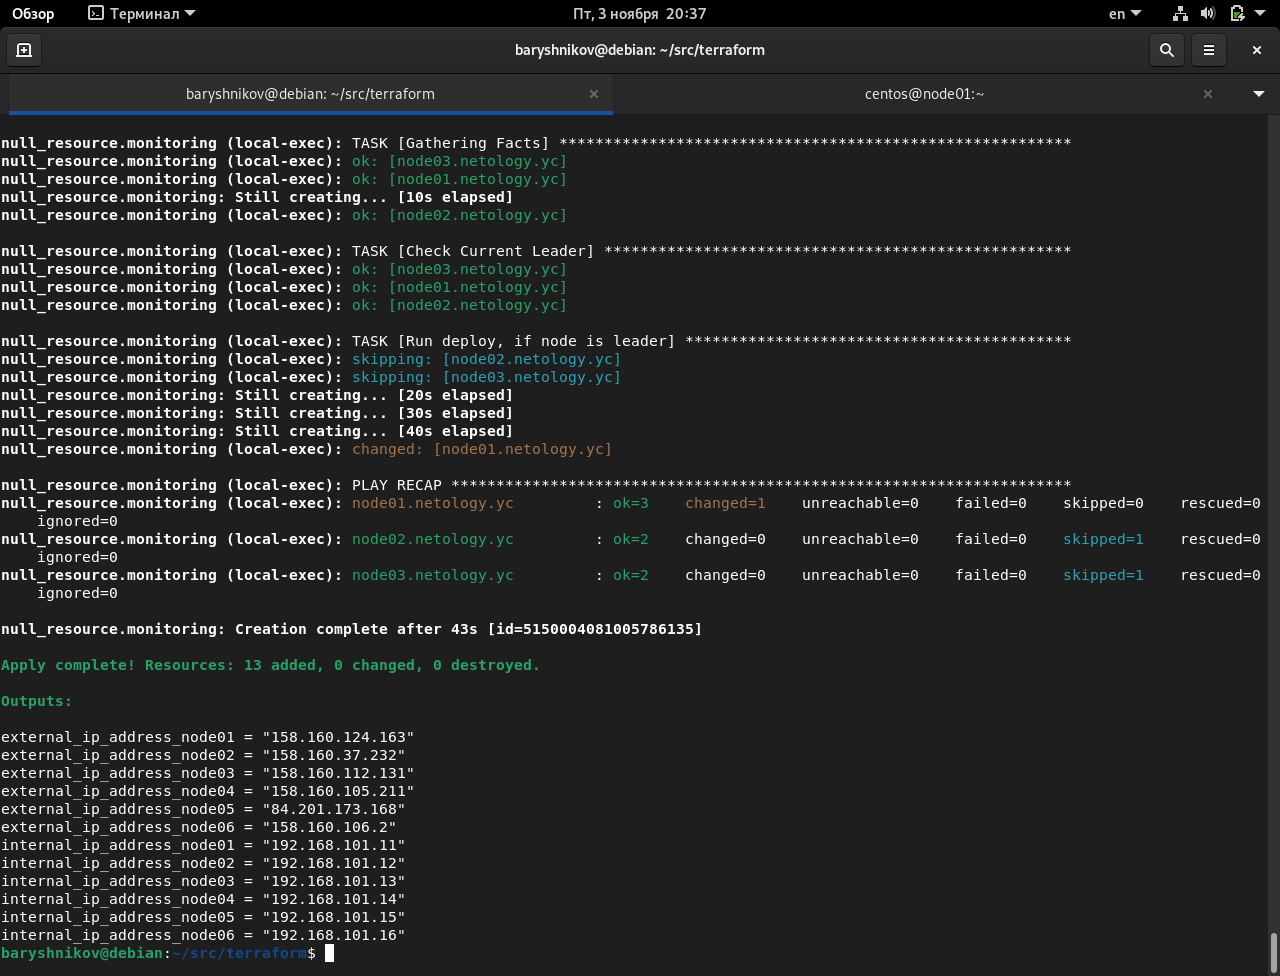 Обзор Терминал Пт, 3 ноября 20:37 en
baryshnikov@debian: ~/src/terraform
baryshnikov@debian: ~/src/terraform × centos@node01:~ ×
null_resource.monitoring (local-exec): TASK [Gathering Facts] *********************************************************
null_resource.monitoring (local-exec): ok: [node03.netology.yc]
null_resource.monitoring (local-exec): ok: [node01.netology.yc]
null_resource.monitoring: Still creating... [10s elapsed]
null_resource.monitoring (local-exec): ok: [node02.netology.yc]
null_resource.monitoring (local-exec): TASK [Check Current Leader] ****************************************************
null_resource.monitoring (local-exec): ok: [node03.netology.yc]
null_resource.monitoring (local-exec): ok: [node01.netology.yc]
null_resource.monitoring (local-exec): ok: [node02.netology.yc]
null_resource.monitoring (local-exec): TASK [Run deploy, if node is leader] *******************************************
null_resource.monitoring (local-exec): skipping: [node02.netology.yc]
null_resource.monitoring (local-exec): skipping: [node03.netology.yc]
null_resource.monitoring: Still creating... [20s elapsed]
null_resource.monitoring: Still creating... [30s elapsed]
null_resource.monitoring: Still creating... [40s elapsed]
null_resource.monitoring (local-exec): changed: [node01.netology.yc]
null_resource.monitoring (local-exec): PLAY RECAP *********************************************************************
null_resource.monitoring (local-exec): node01.netology.yc         : ok=3    changed=1    unreachable=0    failed=0    skipped=0    rescued=0
    ignored=0
null_resource.monitoring (local-exec): node02.netology.yc         : ok=2    changed=0    unreachable=0    failed=0    skipped=1    rescued=0
    ignored=0
null_resource.monitoring (local-exec): node03.netology.yc         : ok=2    changed=0    unreachable=0    failed=0    skipped=1    rescued=0
    ignored=0
null_resource.monitoring: Creation complete after 43s [id=5150004081005786135]
Apply complete! Resources: 13 added, 0 changed, 0 destroyed.
Outputs:
external_ip_address_node01 = "158.160.124.163"
external_ip_address_node02 = "158.160.37.232"
external_ip_address_node03 = "158.160.112.131"
external_ip_address_node04 = "158.160.105.211"
external_ip_address_node05 = "84.201.173.168"
external_ip_address_node06 = "158.160.106.2"
internal_ip_address_node01 = "192.168.101.11"
internal_ip_address_node02 = "192.168.101.12"
internal_ip_address_node03 = "192.168.101.13"
internal_ip_address_node04 = "192.168.101.14"
internal_ip_address_node05 = "192.168.101.15"
internal_ip_address_node06 = "192.168.101.16"
baryshnikov@debian:~/src/terraform$